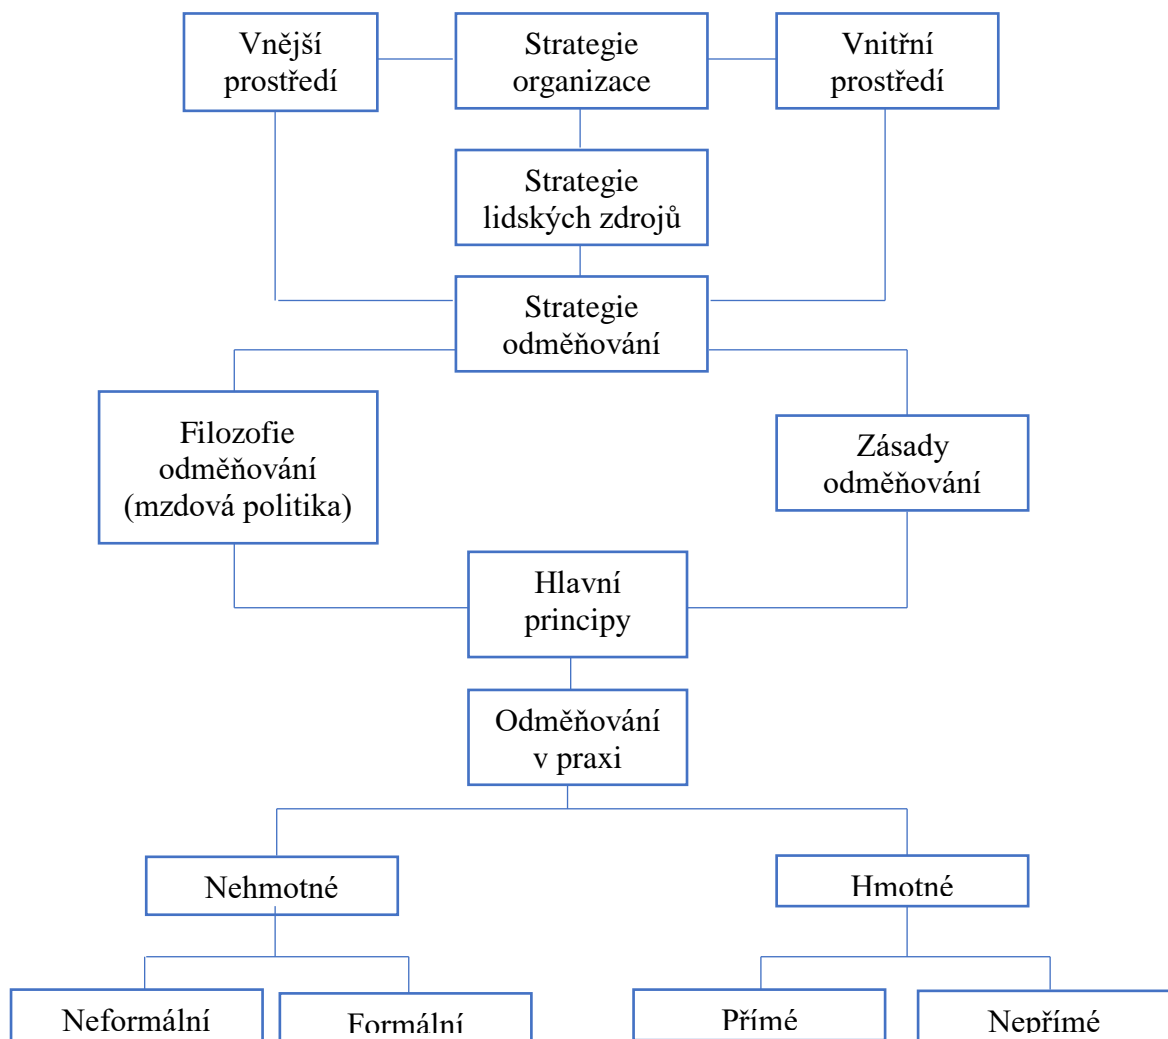 Vnější
prostředí
Strategie
organizace
Vnitřní
prostředí
Strategie
lidských zdrojů
Strategie
odměňování
Filozofie
odměňování
(mzdová politika)
Zásady
odměňování
Hlavní
principy
Odměňování
v praxi
Nehmotné
Hmotné
Neformální
Formální
Přímé
Nepřímé